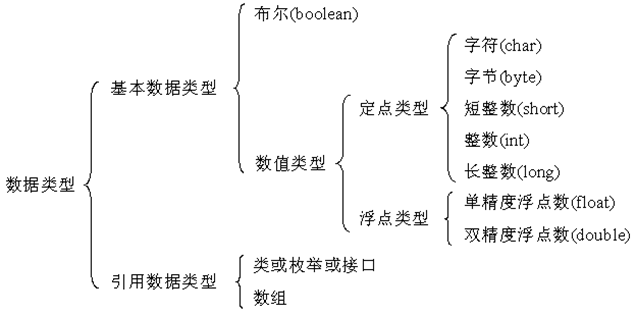 布尔(boolean)
字符(char)
字节(byte)
基本数据类型
定点类型
短整数(short)
整数(int)
数值类型
长整数(long)
数据类型
单精度浮点数(float)
浮点类型
双精度浮点数(double)
类或枚举或接口
引用数据类型
数组